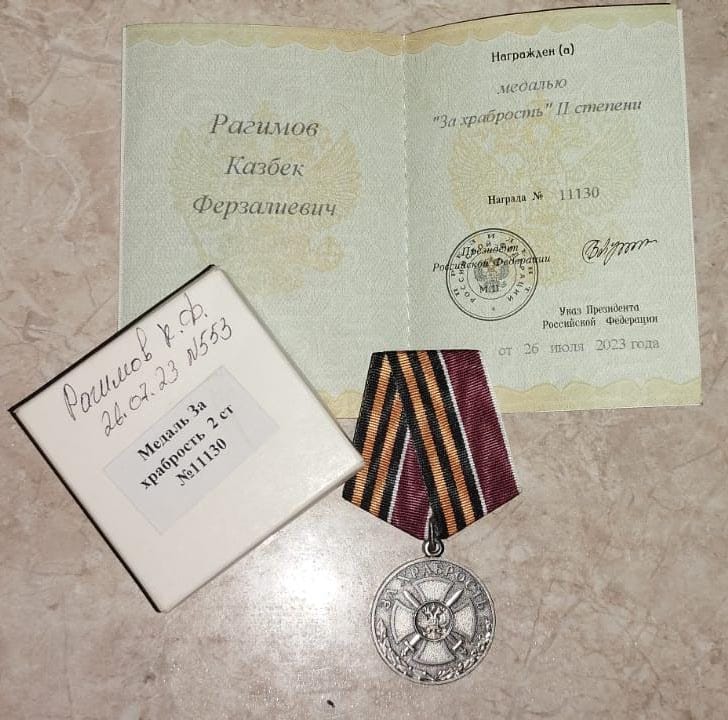 Рагимов
Казбек
Ферзалиевич
Награжден (а)
медалью
"За храбрость" II степени
Награда № 11130
Президент
Российской Федерации
М.П.
Указ Президента
Российской Федерации
от 26 июля 2023 года
Рагимов К.Ф.
26.07.23 N553
Медаль За
храбрость 2 ст
№11130
ЗА ХРАБРОСТЬ